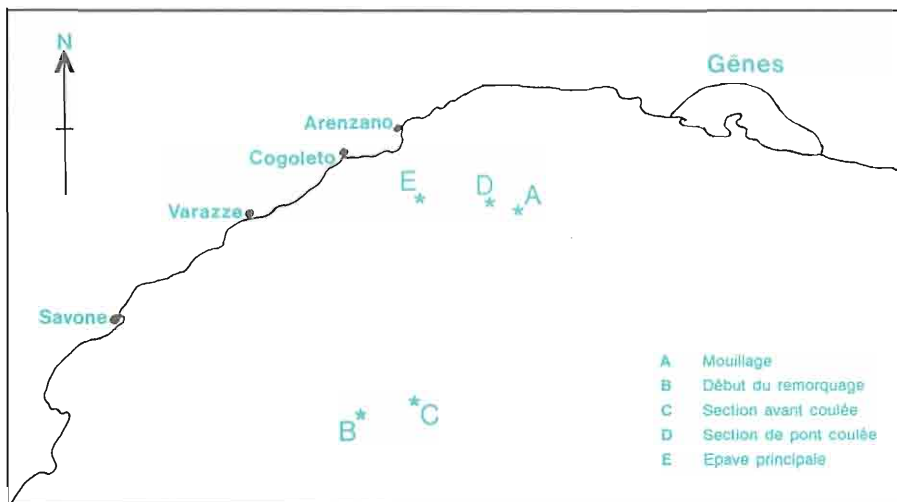 N
Gênes
Arenzano
Cogoleto
E
D
A
Varazze
Savone
B
C
A Mouillage
B Début du remorquage
C Section avant coulée
D Section de pont coulée
E Epave principale